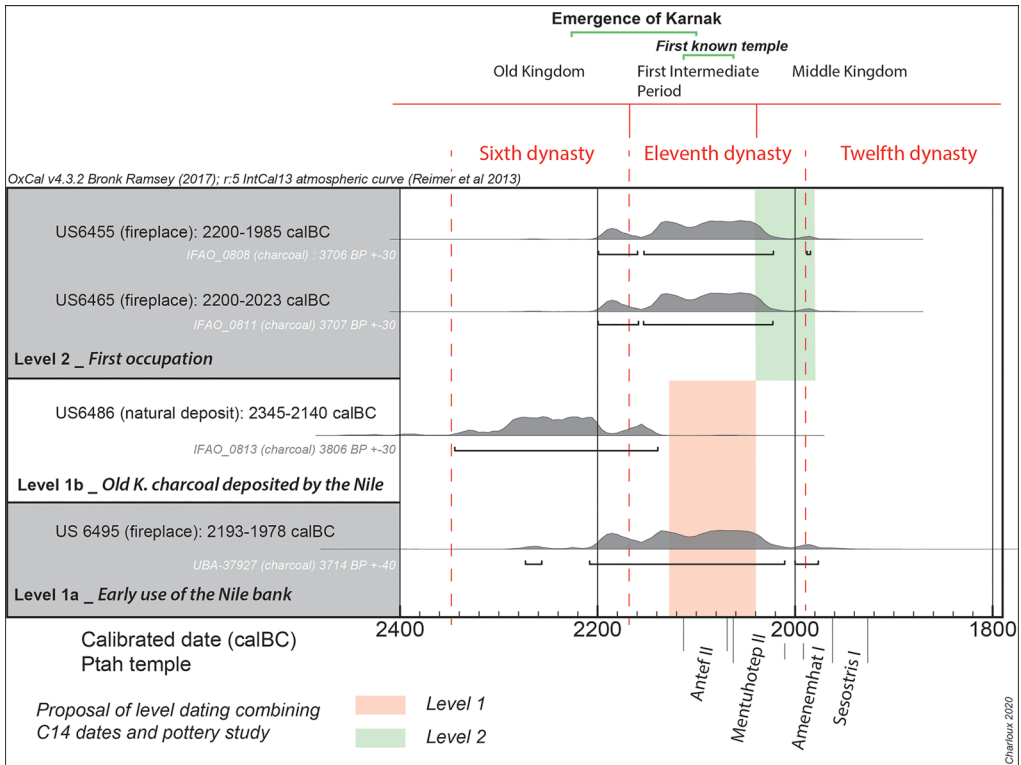 Emergence of Karnak
First known temple
Old Kingdom
First Intermediate
Period
Middle Kingdom
Sixth dynasty
Eleventh dynasty
Twelfth dynasty
OxCal v4.3.2 Bronk Ramsey (2017); r:5 IntCal13 atmospheric curve (Reimer et al 2013)
US6455 (fireplace): 2200-1985 calBC
IFAO_0808 (charcoal) : 3706 BP +-30
US6465 (fireplace): 2200-2023 calBC
IFAO_0811 (charcoal) 3707 BP +-30
Level 2 _ First occupation
US6486 (natural deposit): 2345-2140 calBC
IFAO_0813 (charcoal) 3806 BP +-30
Level 1b _ Old K. charcoal deposited by the Nile
US 6495 (fireplace): 2193-1978 calBC
UBA-37927 (charcoal) 3714 BP +-40
Level 1a _ Early use of the Nile bank
2400
2200
2000
1800
Calibrated date (calBC)
Ptah temple
Antef II
Mentuhotep II
Amenemhat I
Sesostris I
Proposal of level dating combining
C14 dates and pottery study
Level 1
Level 2
Charloux 2020